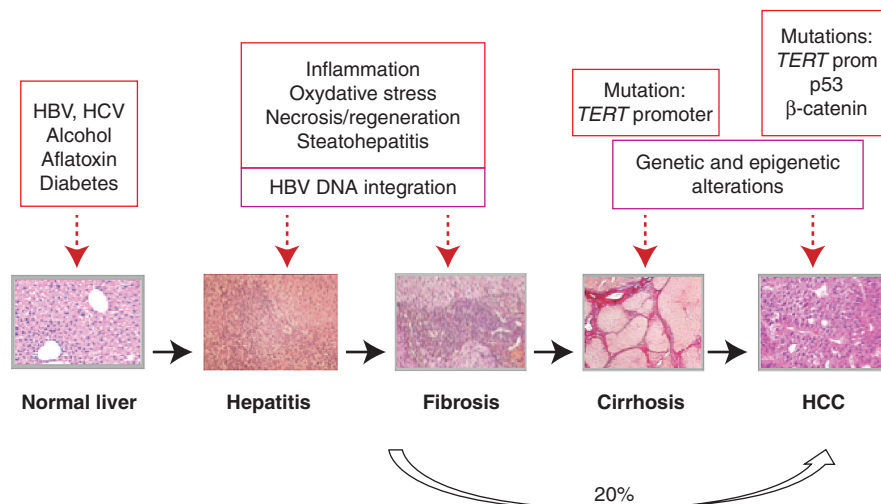 HBV, HCV
Alcohol
Aflatoxin
Diabetes
Inflammation
Oxydative stress
Necrosis/regeneration
Steatohepatitis
HBV DNA integration
Mutation:
TERT promoter
Mutations:
TERT prom
p53
β-catenin
Genetic and epigenetic
alterations
Normal liver
Hepatitis
Fibrosis
Cirrhosis
HCC
20%